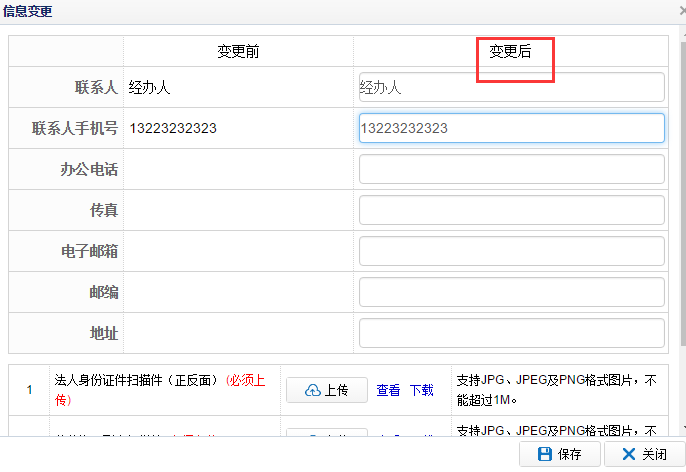 信息变更
变更前 变更后
联系人 经办人 经办人
联系人手机号 13223232323 13223232323
办公电话
传真
电子邮箱
邮编
地址
1 法人身份证件扫描件（正反面）(必须上传） 上传 查看 下载 支持JPG、JPEG及PNG格式图片，不能超过1M。
支持JPG、JPEG及PNG格式图片，不
保存 关闭